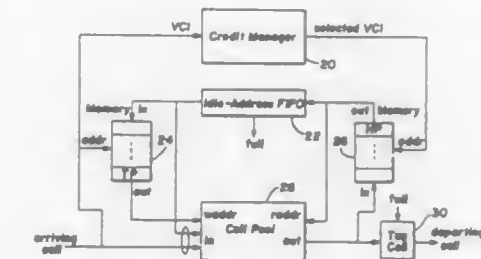 VCI
Credit Manager
selected VCI
20
Memory in
Idle-Address FIFO
out Memory
22
full
addr
24
TP
out
HP
26
addr
in
28
waddr
raddr
Cell Pool
in
out
full
30
Tag Cell
arriving cell
departing cell